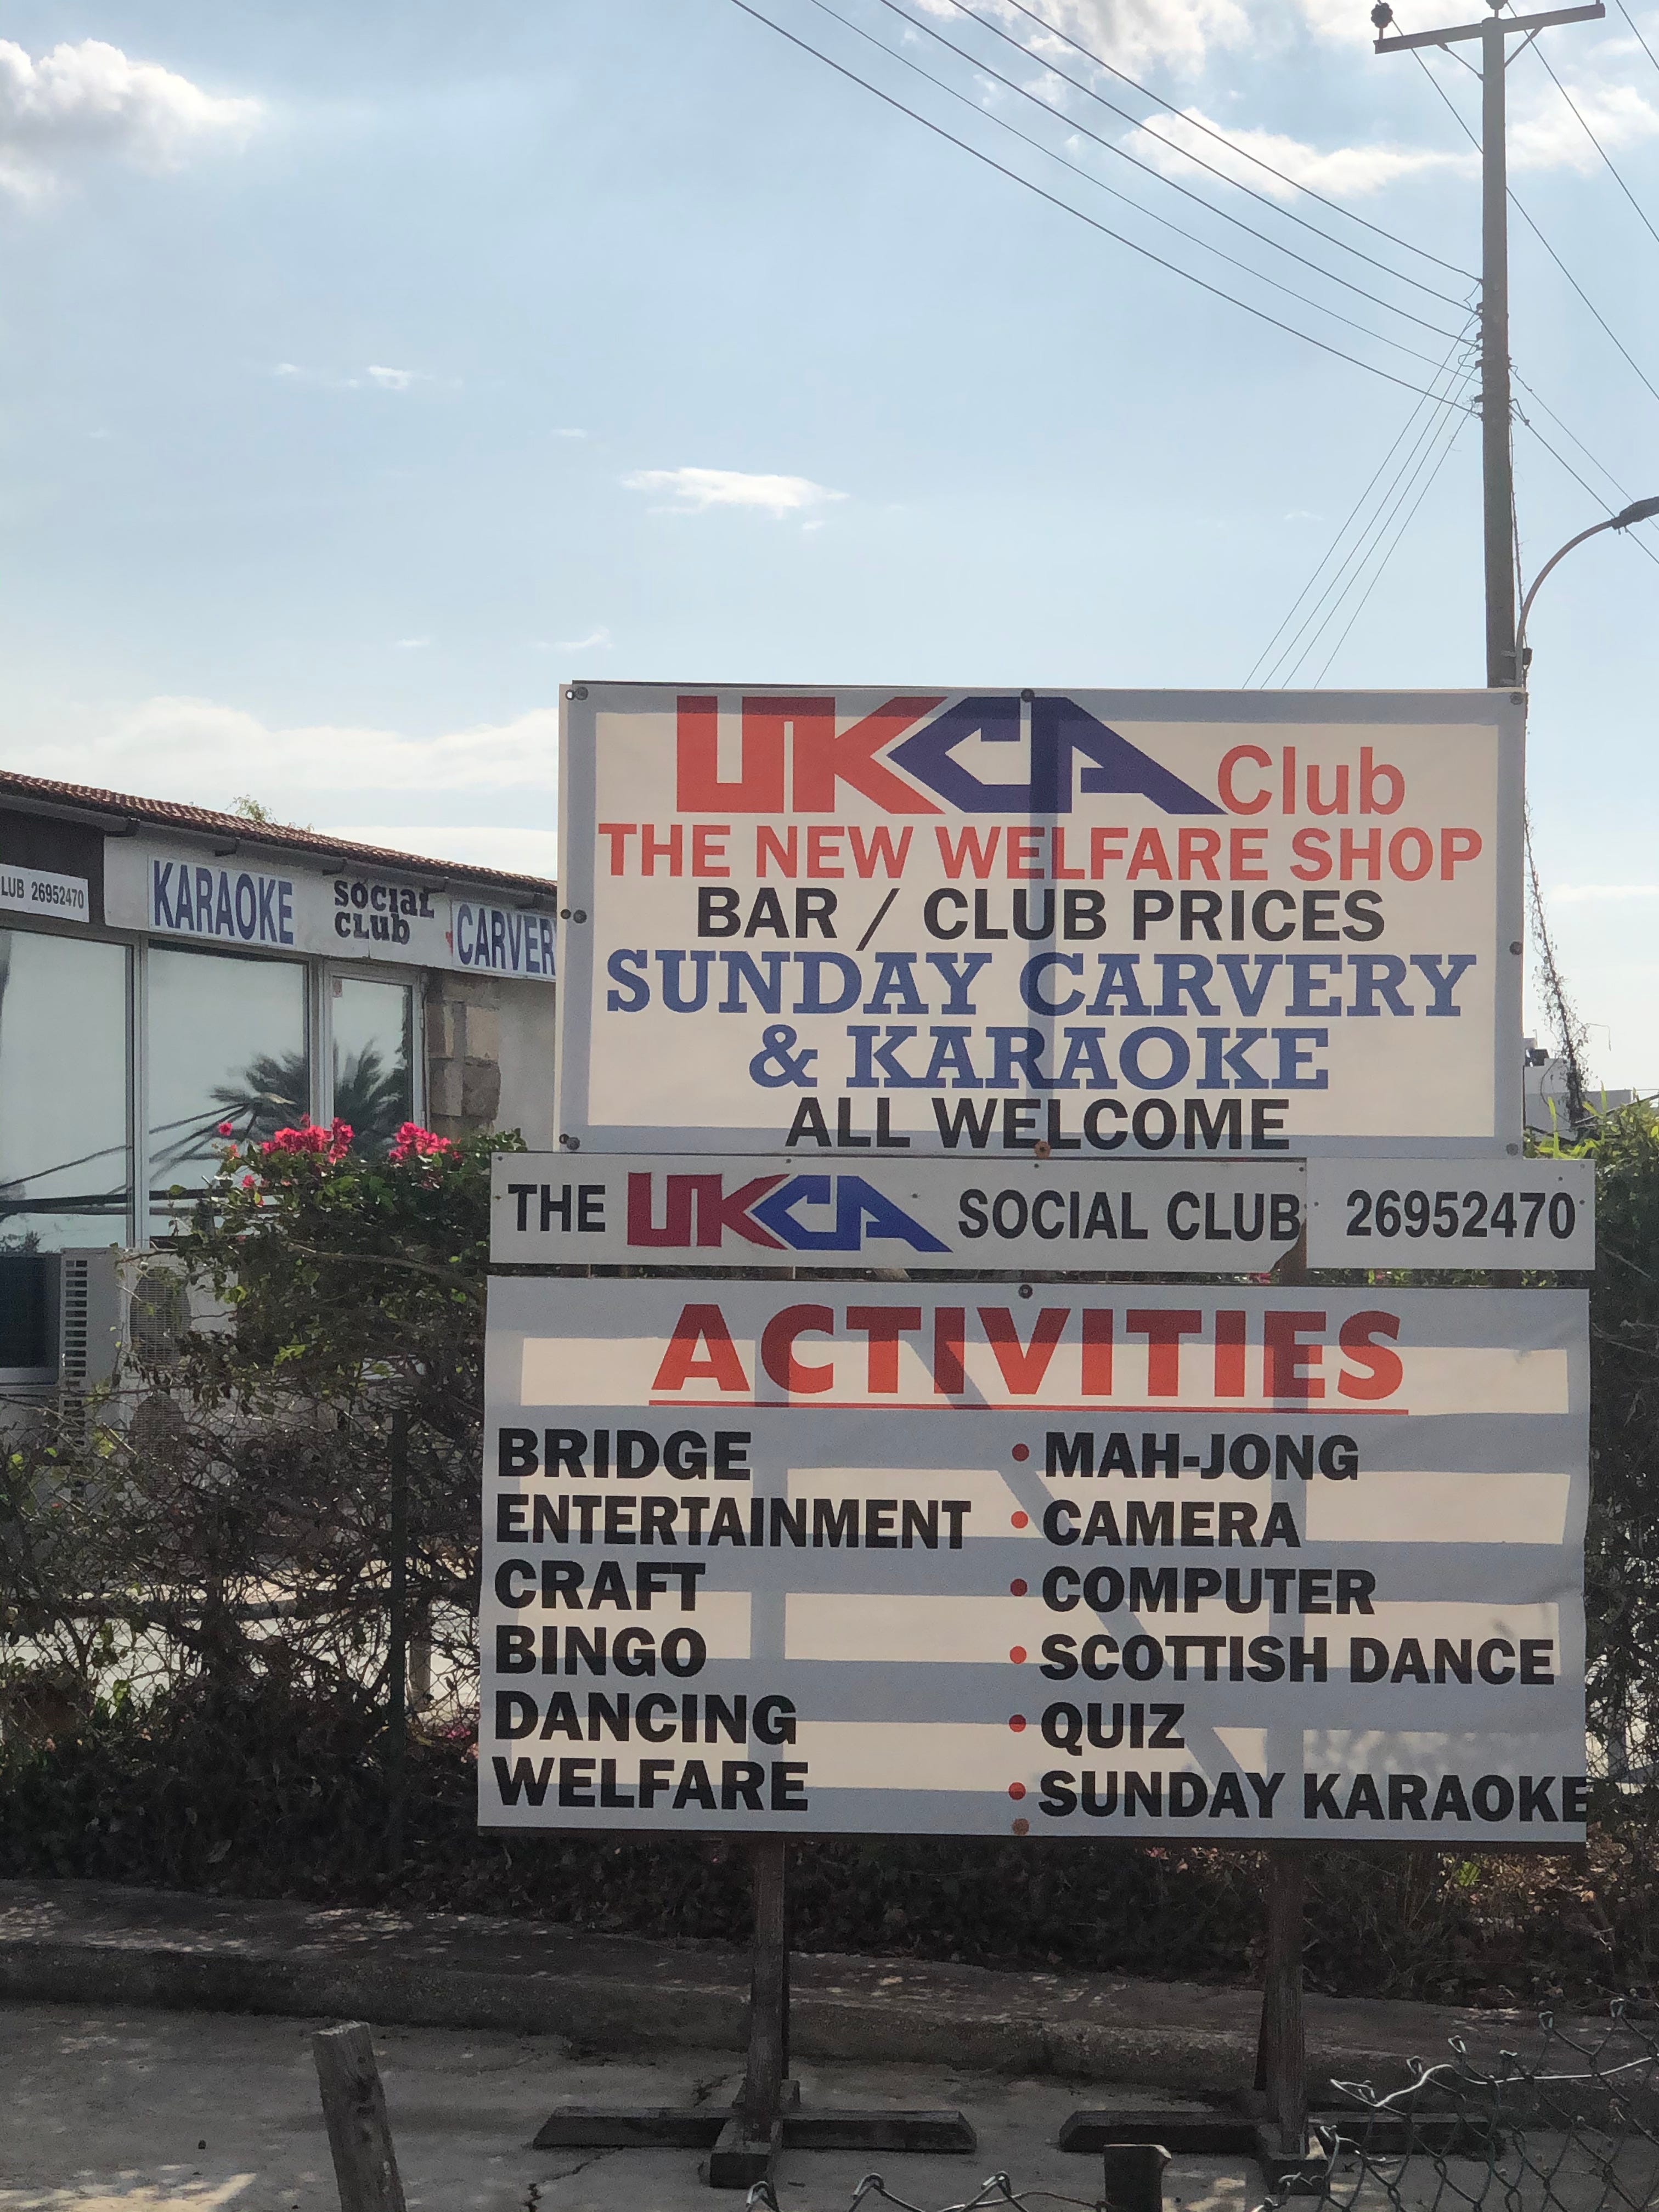 LUB 26952470
KARAOKE
social club
CARVER
UKCA Club
THE NEW WELFARE SHOP
BAR / CLUB PRICES
SUNDAY CARVERY
& KARAOKE
ALL WELCOME
THE UKCA SOCIAL CLUB 26952470
ACTIVITIES
BRIDGE • MAH-JONG
ENTERTAINMENT • CAMERA
CRAFT • COMPUTER
BINGO • SCOTTISH DANCE
DANCING • QUIZ
WELFARE • SUNDAY KARAOKE